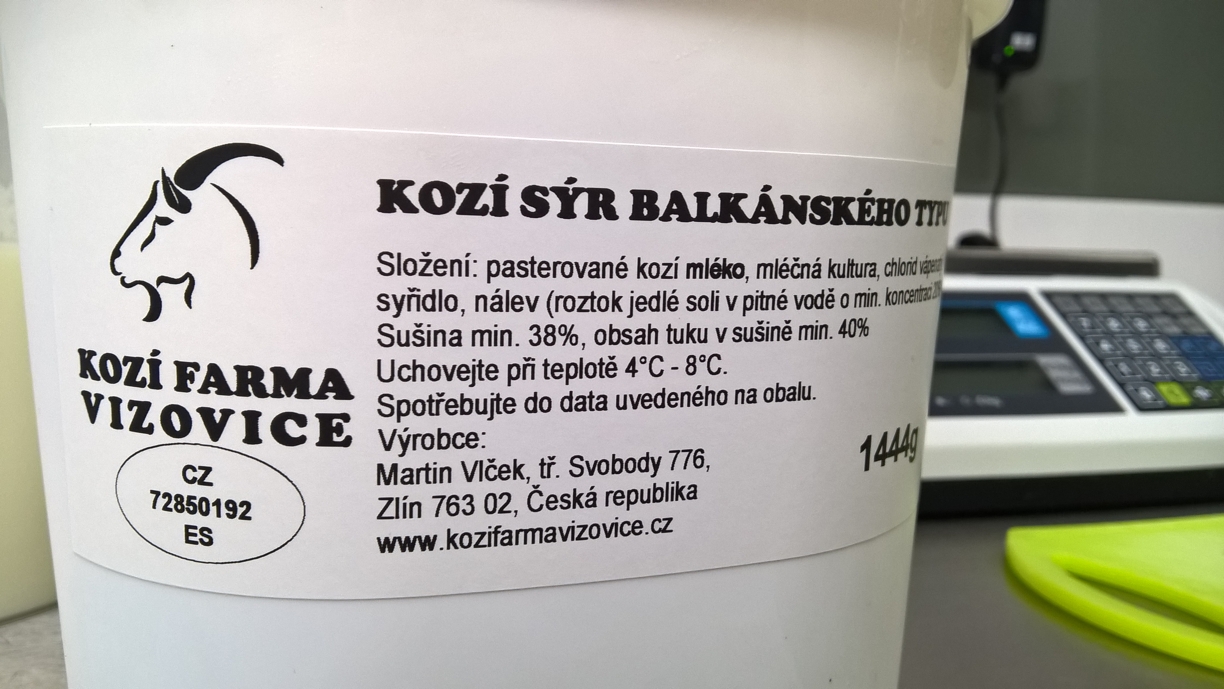 KOZÍ FARMA
VIZOVICE
CZ
72850192
ES
KOZÍ SÝR BALKÁNSKÉHO TYPU
Složení: pasterované kozí mléko, mléčná kultura, chlorid
syřidlo, nálev (roztok jedlé soli v pitné vodě o min. koncentraci
Sušina min. 38%, obsah tuku v sušině min. 40%
Uchovejte při teplotě 4°C - 8°C.
Spotřebujte do data uvedeného na obalu.
Výrobce:
Martin Vlček, tř. Svobody 776,
Zlín 763 02, Česká republika
www.kozifarmavizovice.cz
1444g